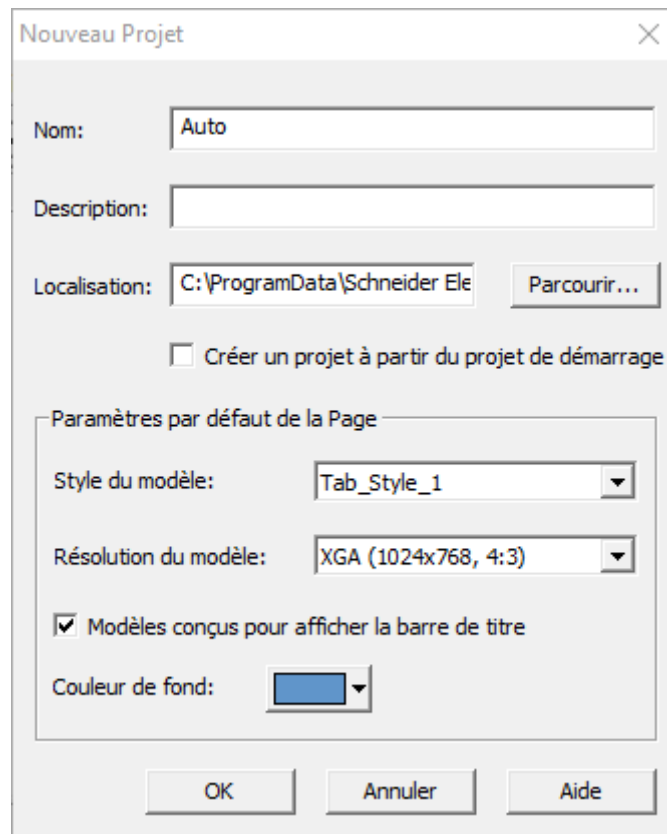 Nouveau Projet
Nom: Auto
Description:
Localisation: C:\ProgramData\Schneider Ele Parcourir...
Créer un projet à partir du projet de démarrage
Paramètres par défaut de la Page
Style du modèle: Tab_Style_1
Résolution du modèle: XGA (1024x768, 4:3)
Modèles conçus pour afficher la barre de titre
Couleur de fond:
OK Annuler Aide